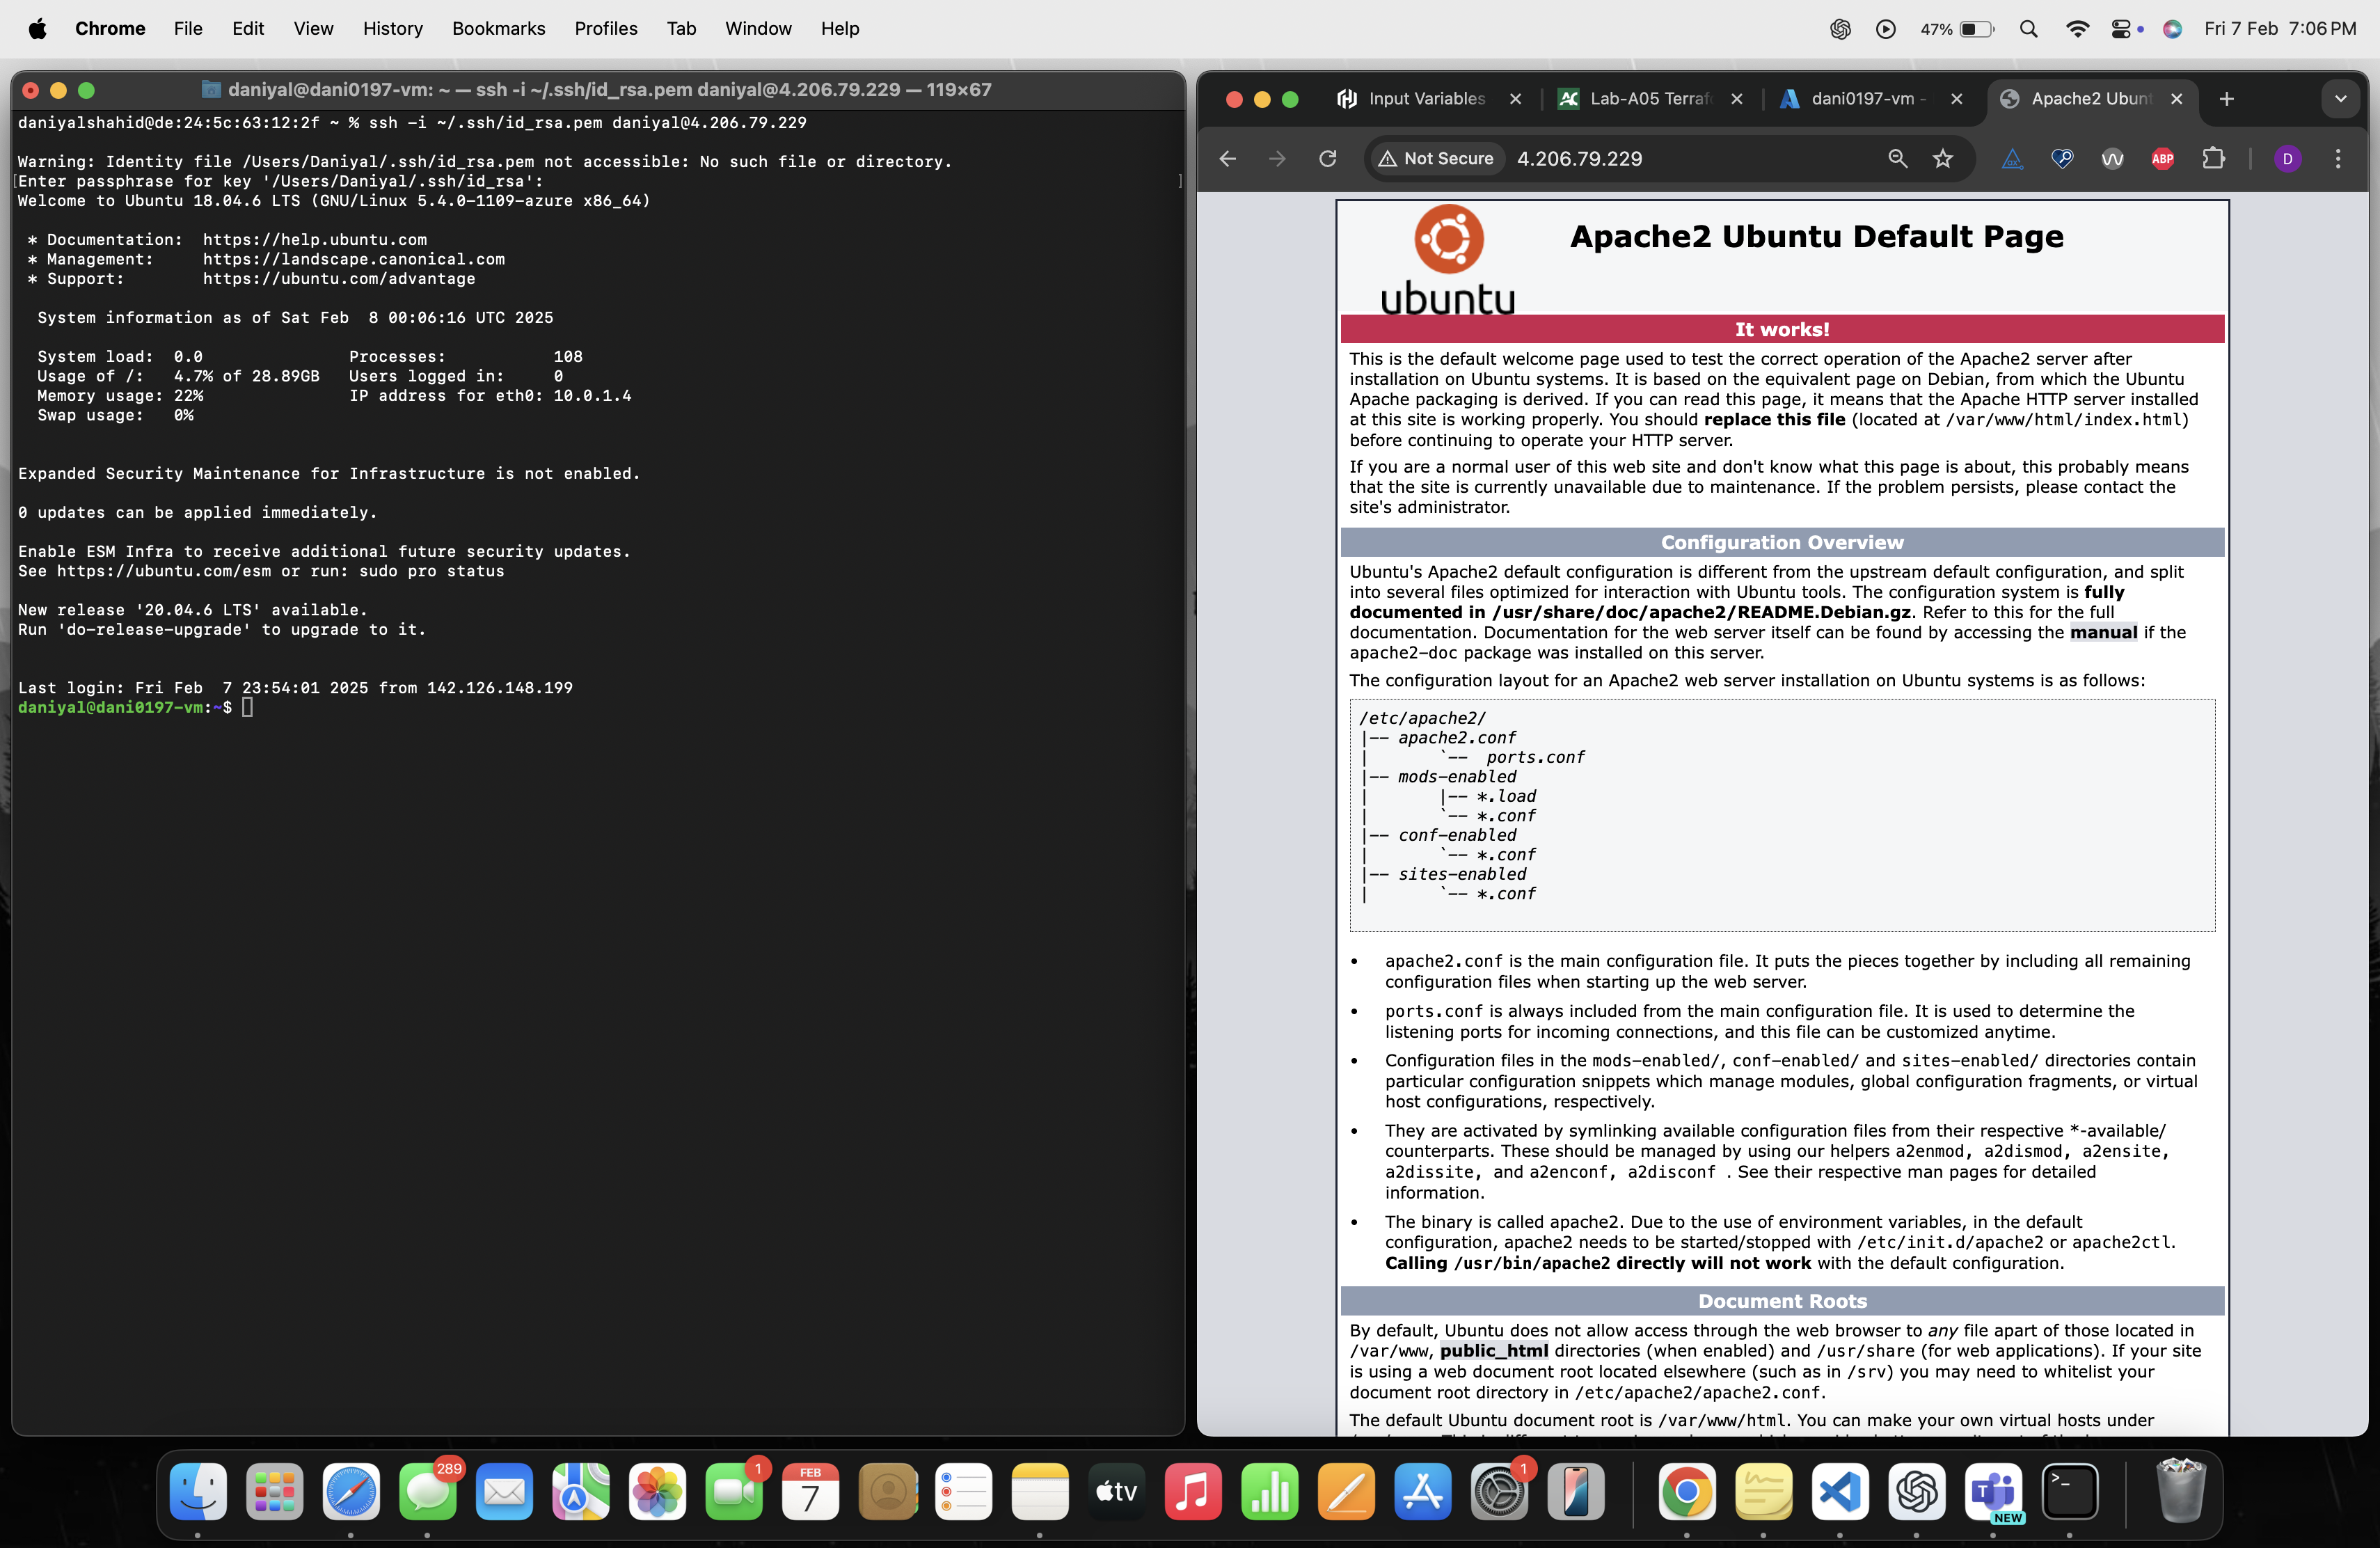 Chrome File Edit View History Bookmarks Profiles Tab Window Help 47% Fri 7 Feb 7:06 PM
daniyal@dani0197-vm: ~ — ssh -i ~/.ssh/id_rsa.pem daniyal@4.206.79.229 — 119×67
daniyalshahid@de:24:5c:63:12:2f ~ % ssh -i ~/.ssh/id_rsa.pem daniyal@4.206.79.229
Warning: Identity file /Users/Daniyal/.ssh/id_rsa.pem not accessible: No such file or directory.
[Enter passphrase for key '/Users/Daniyal/.ssh/id_rsa': ]
Welcome to Ubuntu 18.04.6 LTS (GNU/Linux 5.4.0-1109-azure x86_64)
* Documentation: https://help.ubuntu.com
* Management: https://landscape.canonical.com
* Support: https://ubuntu.com/advantage
System information as of Sat Feb 8 00:06:16 UTC 2025
System load: 0.0 Processes: 108
Usage of /: 4.7% of 28.89GB Users logged in: 0
Memory usage: 22% IP address for eth0: 10.0.1.4
Swap usage: 0%
Expanded Security Maintenance for Infrastructure is not enabled.
0 updates can be applied immediately.
Enable ESM Infra to receive additional future security updates.
See https://ubuntu.com/esm or run: sudo pro status
New release '20.04.6 LTS' available.
Run 'do-release-upgrade' to upgrade to it.
Last login: Fri Feb 7 23:54:01 2025 from 142.126.148.199
daniyal@dani0197-vm:~$
Input Variables Lab-A05 Terraf dani0197-vm - Apache2 Ubunt
Not Secure 4.206.79.229 ABP D
ubuntu
Apache2 Ubuntu Default Page
It works!
This is the default welcome page used to test the correct operation of the Apache2 server after
installation on Ubuntu systems. It is based on the equivalent page on Debian, from which the Ubuntu
Apache packaging is derived. If you can read this page, it means that the Apache HTTP server installed
at this site is working properly. You should replace this file (located at /var/www/html/index.html)
before continuing to operate your HTTP server.
If you are a normal user of this web site and don't know what this page is about, this probably means
that the site is currently unavailable due to maintenance. If the problem persists, please contact the
site's administrator.
Configuration Overview
Ubuntu's Apache2 default configuration is different from the upstream default configuration, and split
into several files optimized for interaction with Ubuntu tools. The configuration system is fully
documented in /usr/share/doc/apache2/README.Debian.gz. Refer to this for the full
documentation. Documentation for the web server itself can be found by accessing the manual if the
apache2-doc package was installed on this server.
The configuration layout for an Apache2 web server installation on Ubuntu systems is as follows:
/etc/apache2/
|-- apache2.conf
| `-- ports.conf
|-- mods-enabled
| |-- *.load
| `-- *.conf
|-- conf-enabled
| `-- *.conf
|-- sites-enabled
| `-- *.conf
• apache2.conf is the main configuration file. It puts the pieces together by including all remaining
configuration files when starting up the web server.
• ports.conf is always included from the main configuration file. It is used to determine the
listening ports for incoming connections, and this file can be customized anytime.
• Configuration files in the mods-enabled/, conf-enabled/ and sites-enabled/ directories contain
particular configuration snippets which manage modules, global configuration fragments, or virtual
host configurations, respectively.
• They are activated by symlinking available configuration files from their respective *-available/
counterparts. These should be managed by using our helpers a2enmod, a2dismod, a2ensite,
a2dissite, and a2enconf, a2disconf . See their respective man pages for detailed
information.
• The binary is called apache2. Due to the use of environment variables, in the default
configuration, apache2 needs to be started/stopped with /etc/init.d/apache2 or apache2ctl.
Calling /usr/bin/apache2 directly will not work with the default configuration.
Document Roots
By default, Ubuntu does not allow access through the web browser to any file apart of those located in
/var/www, public_html directories (when enabled) and /usr/share (for web applications). If your site
is using a web document root located elsewhere (such as in /srv) you may need to whitelist your
document root directory in /etc/apache2/apache2.conf.
The default Ubuntu document root is /var/www/html. You can make your own virtual hosts under
289 1 FEB 7 tv 1 T NEW >_